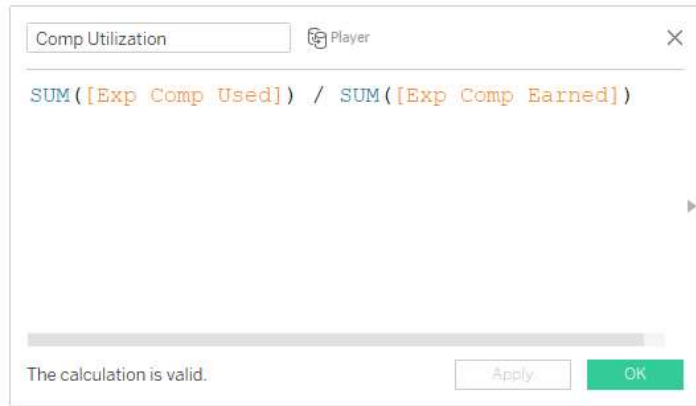 Comp Utilization
Player
SUM([Exp Comp Used]) / SUM([Exp Comp Earned])
The calculation is valid.
Apply
OK